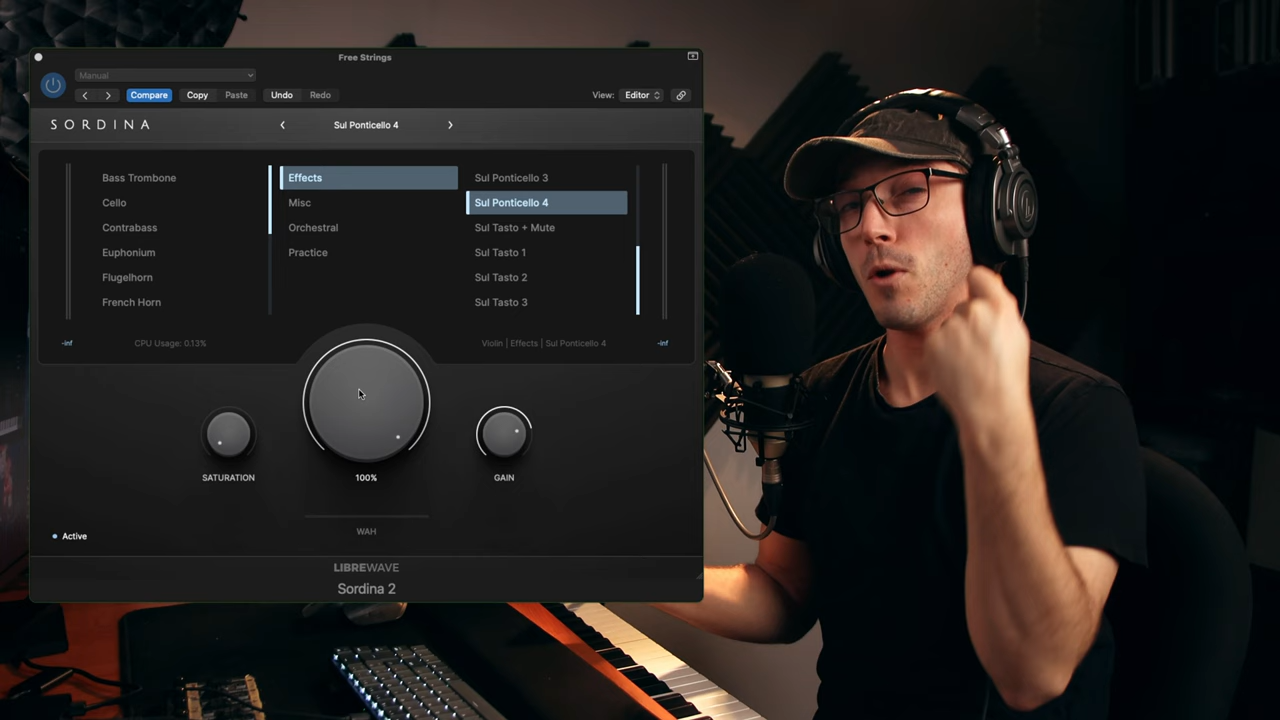 Free Strings
Manual
Compare Copy Paste Undo Redo View: Editor
SORDINA Sul Ponticello 4
Bass Trombone Effects Sul Ponticello 3
Cello Misc Sul Ponticello 4
Contrabass Orchestral Sul Tasto + Mute
Euphonium Practice Sul Tasto 1
Flugelhorn Sul Tasto 2
French Horn Sul Tasto 3
-inf CPU Usage: 0.13% Violin | Effects | Sul Ponticello 4 -inf
SATURATION 100% GAIN
WAH
Active
LIBREWAVE
Sordina 2